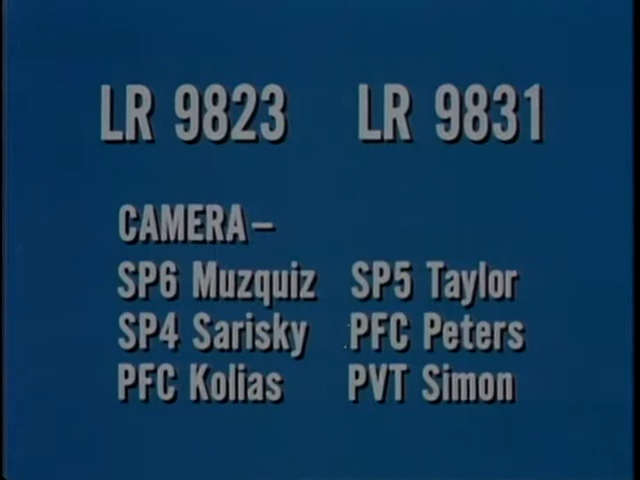 LR 9823 LR 9831
CAMERA–
SP6 Muzquiz SP5 Taylor
SP4 Sarisky PFC Peters
PFC Kolias PVT Simon